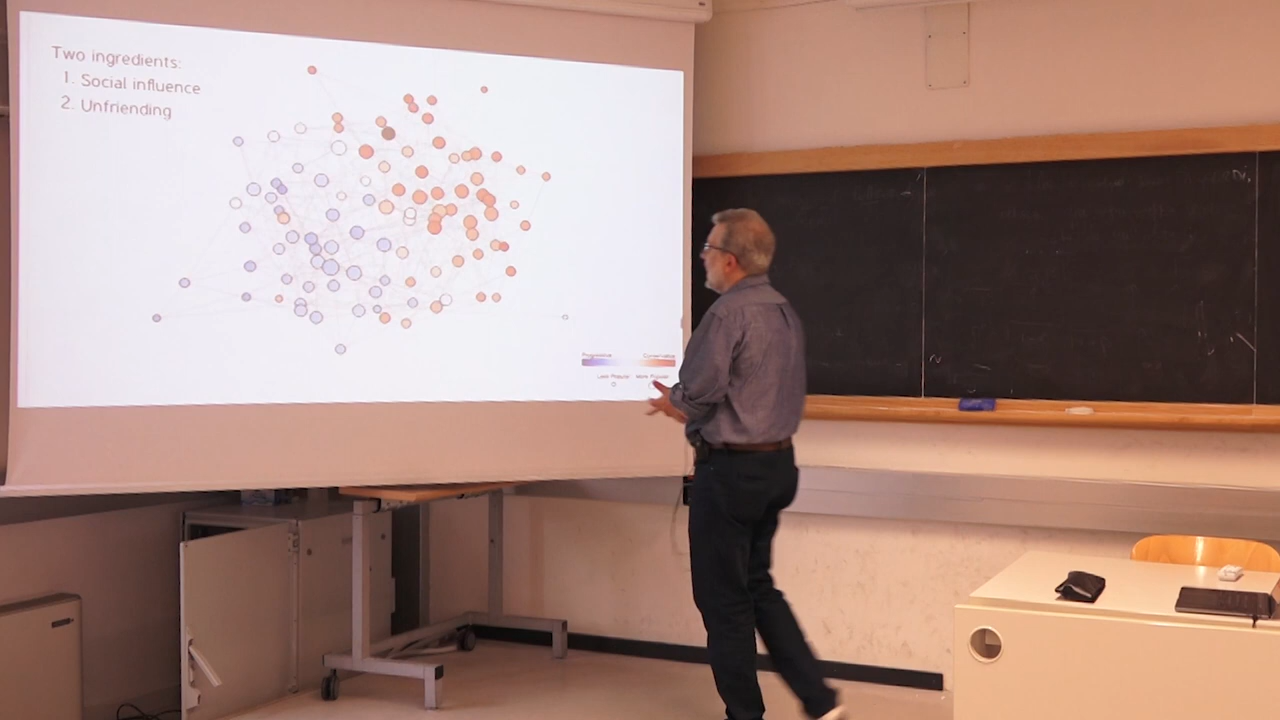 Two ingredients:
1. Social influence
2. Unfriending
Progressive Conservative
Less Popular More Popular